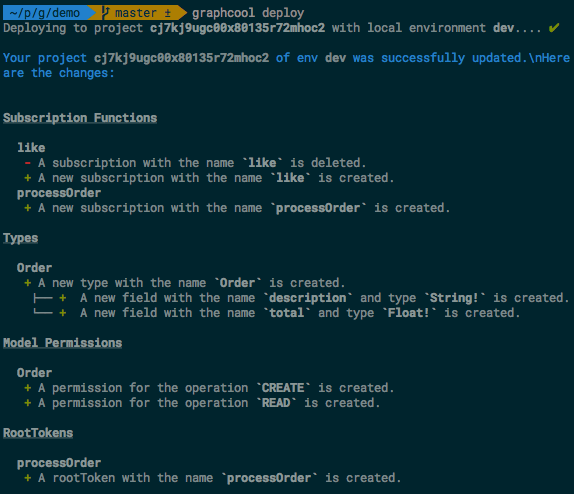 ~/p/g/demo master ± graphcool deploy
Deploying to project cj7kj9ugc00x80135r72mhoc2 with local environment dev.... ✔
Your project cj7kj9ugc00x80135r72mhoc2 of env dev was successfully updated.\nHere
are the changes:
Subscription Functions
like
- A subscription with the name `like` is deleted.
+ A new subscription with the name `like` is created.
processOrder
+ A new subscription with the name `processOrder` is created.
Types
Order
+ A new type with the name `Order` is created.
├── + A new field with the name `description` and type `String!` is created.
└── + A new field with the name `total` and type `Float!` is created.
Model Permissions
Order
+ A permission for the operation `CREATE` is created.
+ A permission for the operation `READ` is created.
RootTokens
processOrder
+ A rootToken with the name `processOrder` is created.